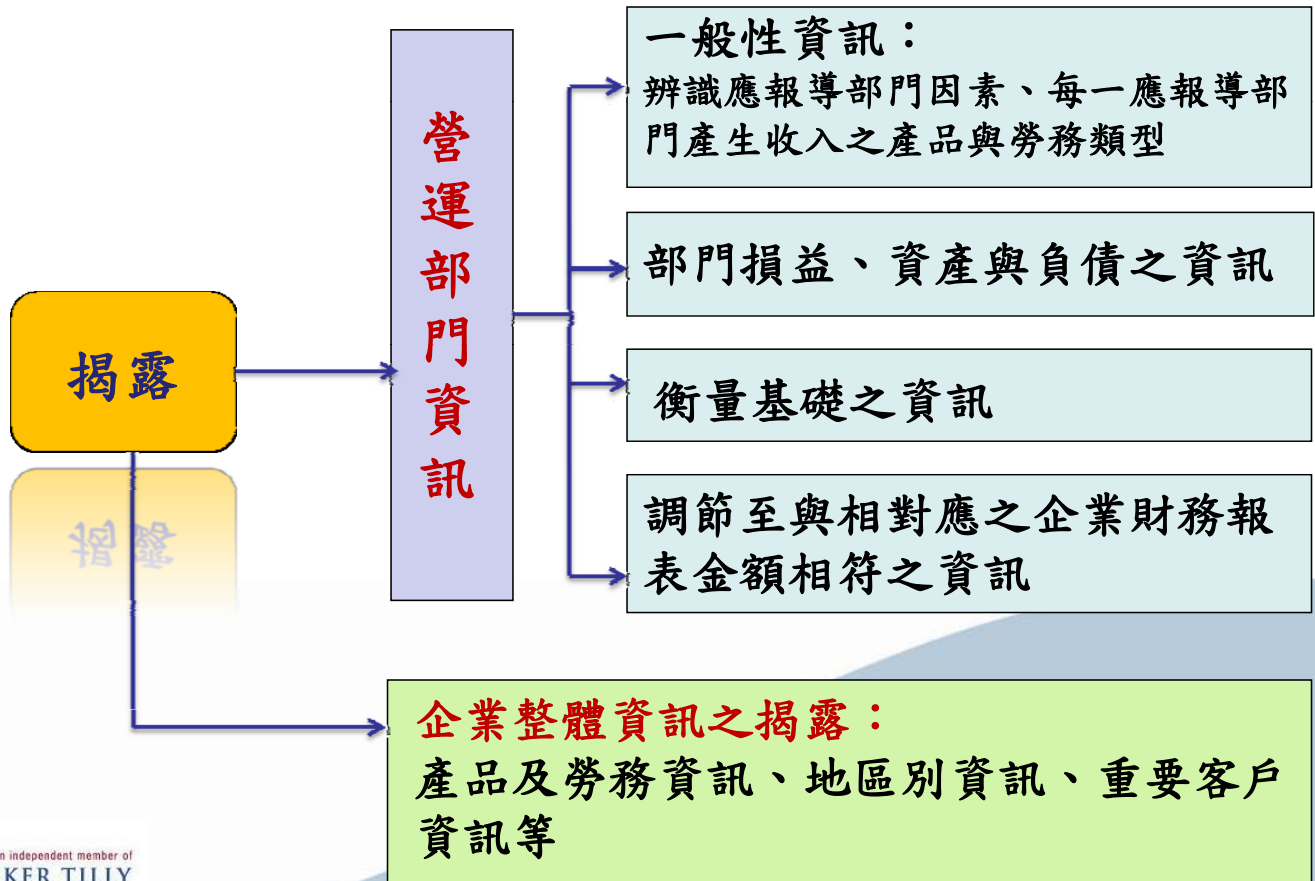 一般性資訊：
辨識應報導部門因素、每一應報導部
門產生收入之產品與勞務類型
營運部門資訊
部門損益、資產與負債之資訊
揭露
衡量基礎之資訊
調節至與相對應之企業財務報
表金額相符之資訊
企業整體資訊之揭露：
產品及勞務資訊、地區別資訊、重要客戶
資訊等
n independent member of
KER TILLY